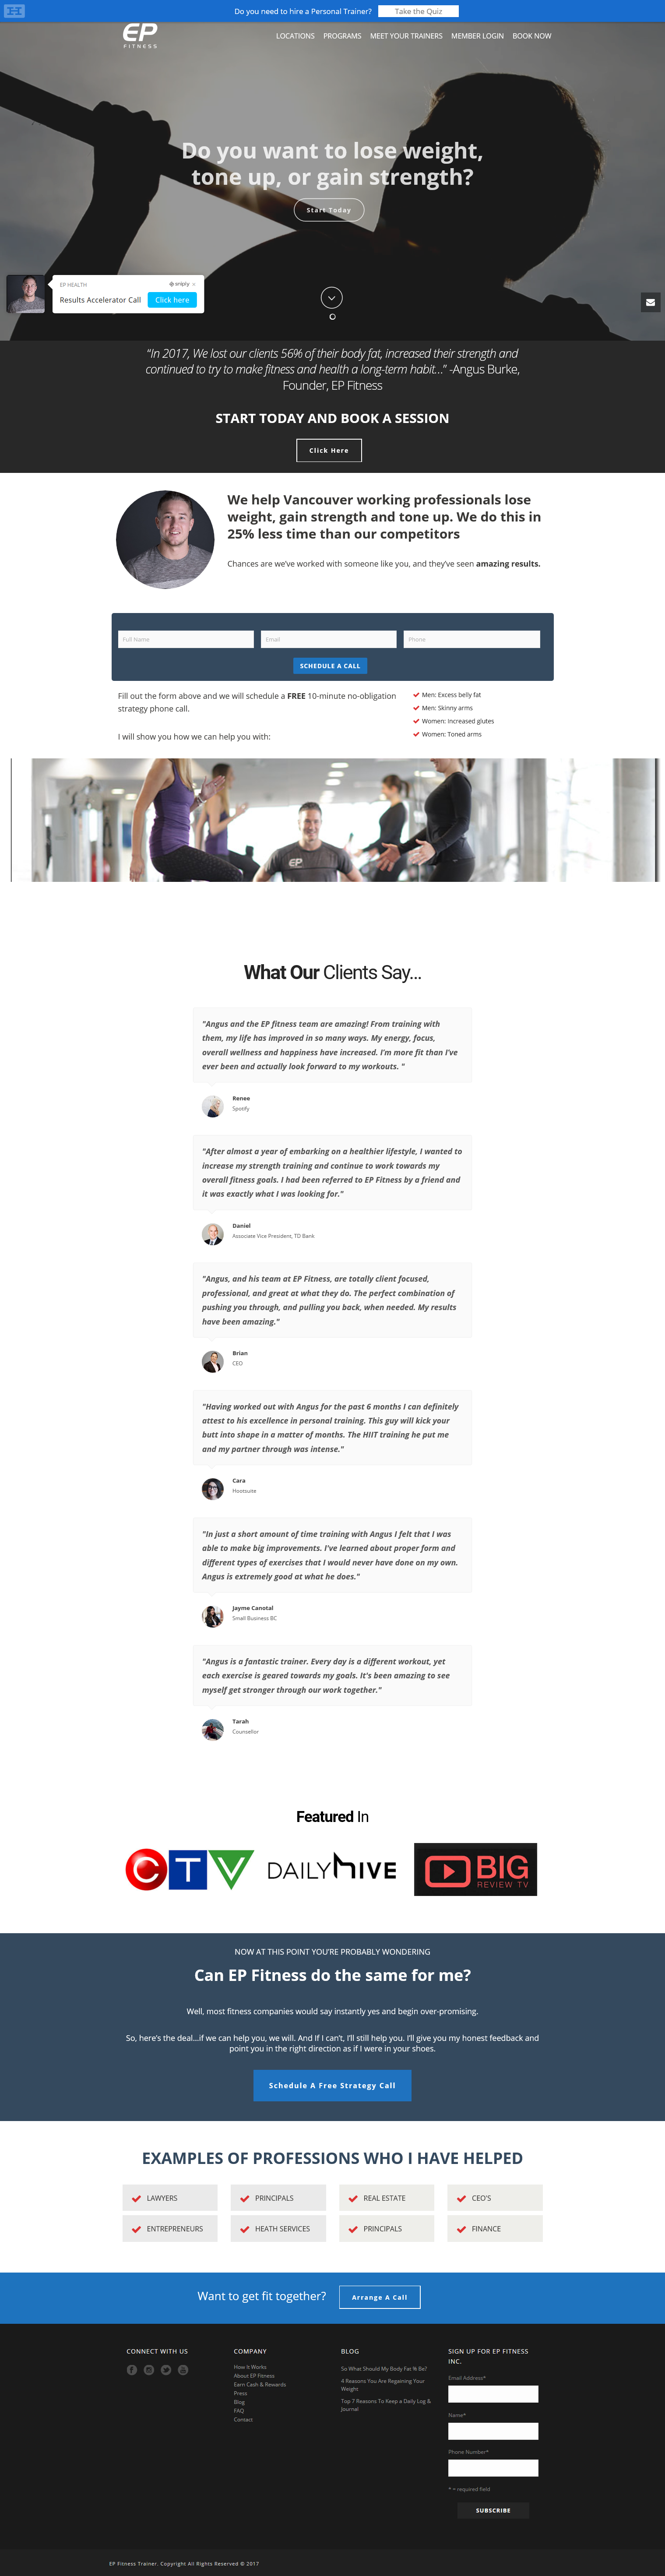 Do you need to hire a Personal Trainer? Take the Quiz
EP
FITNESS
LOCATIONS PROGRAMS MEET YOUR TRAINERS MEMBER LOGIN BOOK NOW
Do you want to lose weight,
tone up, or gain strength?
Start Today
EP HEALTH
sniply
Results Accelerator Call Click here
“In 2017, We lost our clients 56% of their body fat, increased their strength and
continued to try to make fitness and health a long-term habit…” -Angus Burke,
Founder, EP Fitness
START TODAY AND BOOK A SESSION
Click Here
We help Vancouver working professionals lose
weight, gain strength and tone up. We do this in
25% less time than our competitors
Chances are we’ve worked with someone like you, and they’ve seen amazing results.
Full Name Email Phone
SCHEDULE A CALL
Fill out the form above and we will schedule a FREE 10-minute no-obligation
strategy phone call.
I will show you how we can help you with:
Men: Excess belly fat
Men: Skinny arms
Women: Increased glutes
Women: Toned arms
EP
What Our Clients Say...
"Angus and the EP fitness team are amazing! From training with
them, my life has improved in so many ways. My energy, focus,
overall wellness and happiness have increased. I’m more fit than I’ve
ever been and actually look forward to my workouts. "
Renee
Spotify
"After almost a year of embarking on a healthier lifestyle, I wanted to
increase my strength training and continue to work towards my
overall fitness goals. I had been referred to EP Fitness by a friend and
it was exactly what I was looking for."
Daniel
Associate Vice President, TD Bank
"Angus, and his team at EP Fitness, are totally client focused,
professional, and great at what they do. The perfect combination of
pushing you through, and pulling you back, when needed. My results
have been amazing."
Brian
CEO
"Having worked out with Angus for the past 6 months I can definitely
attest to his excellence in personal training. This guy will kick your
butt into shape in a matter of months. The HIIT training he put me
and my partner through was intense."
Cara
Hootsuite
"In just a short amount of time training with Angus I felt that I was
able to make big improvements. I've learned about proper form and
different types of exercises that I would never have done on my own.
Angus is extremely good at what he does."
Jayme Canotal
Small Business BC
"Angus is a fantastic trainer. Every day is a different workout, yet
each exercise is geared towards my goals. It's been amazing to see
myself get stronger through our work together."
Tarah
Counsellor
Featured In
CTV DAILY HIVE BIG
REVIEW TV
NOW AT THIS POINT YOU’RE PROBABLY WONDERING
Can EP Fitness do the same for me?
Well, most fitness companies would say instantly yes and begin over-promising.
So, here’s the deal...if we can help you, we will. And If I can’t, I’ll still help you. I’ll give you my honest feedback and
point you in the right direction as if I were in your shoes.
Schedule A Free Strategy Call
EXAMPLES OF PROFESSIONS WHO I HAVE HELPED
LAWYERS PRINCIPALS REAL ESTATE CEO'S
ENTREPRENEURS HEATH SERVICES PRINCIPALS FINANCE
Want to get fit together? Arrange A Call
CONNECT WITH US
COMPANY
How It Works
About EP Fitness
Earn Cash & Rewards
Press
Blog
FAQ
Contact
BLOG
So What Should My Body Fat % Be?
4 Reasons You Are Regaining Your
Weight
Top 7 Reasons To Keep a Daily Log &
Journal
SIGN UP FOR EP FITNESS
INC.
Email Address*
Name*
Phone Number*
* = required field
SUBSCRIBE
EP Fitness Trainer. Copyright All Rights Reserved © 2017